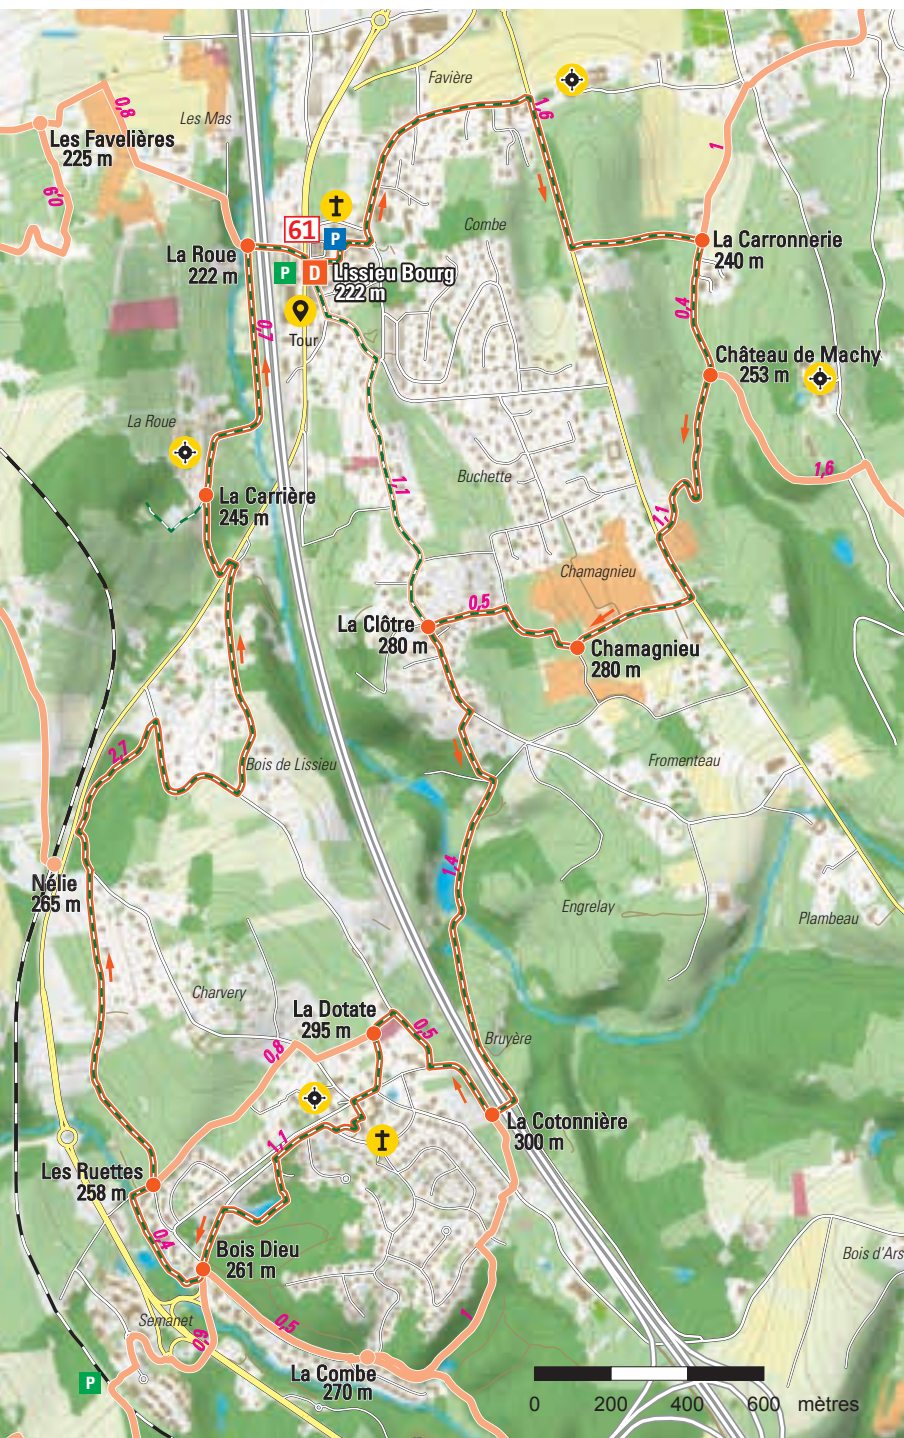 Favière
Les Mas
0,8
1,6
Les Favelières
225 m
1
0,9
61
P
Combe
La Roue
222 m
P
D
Lissieu Bourg
222 m
La Carronnerie
240 m
Tour
0,7
0,4
Château de Machy
253 m
La Roue
1,6
Buchette
1,1
La Carrière
245 m
1,1
Chamagnieu
0,5
La Clôtre
280 m
Chamagnieu
280 m
2,7
Bois de Lissieu
Fromenteau
Nélie
265 m
1,4
Engrelay
Plambeau
Charvery
La Dotate
295 m
0,5
Bruyère
0,8
La Cotonnière
300 m
1,1
Les Ruettes
258 m
0,4
Bois Dieu
261 m
Bois d'Ars
Semanet
0,9
0,5
1
La Combe
270 m
P
0 200 400 600 mètres